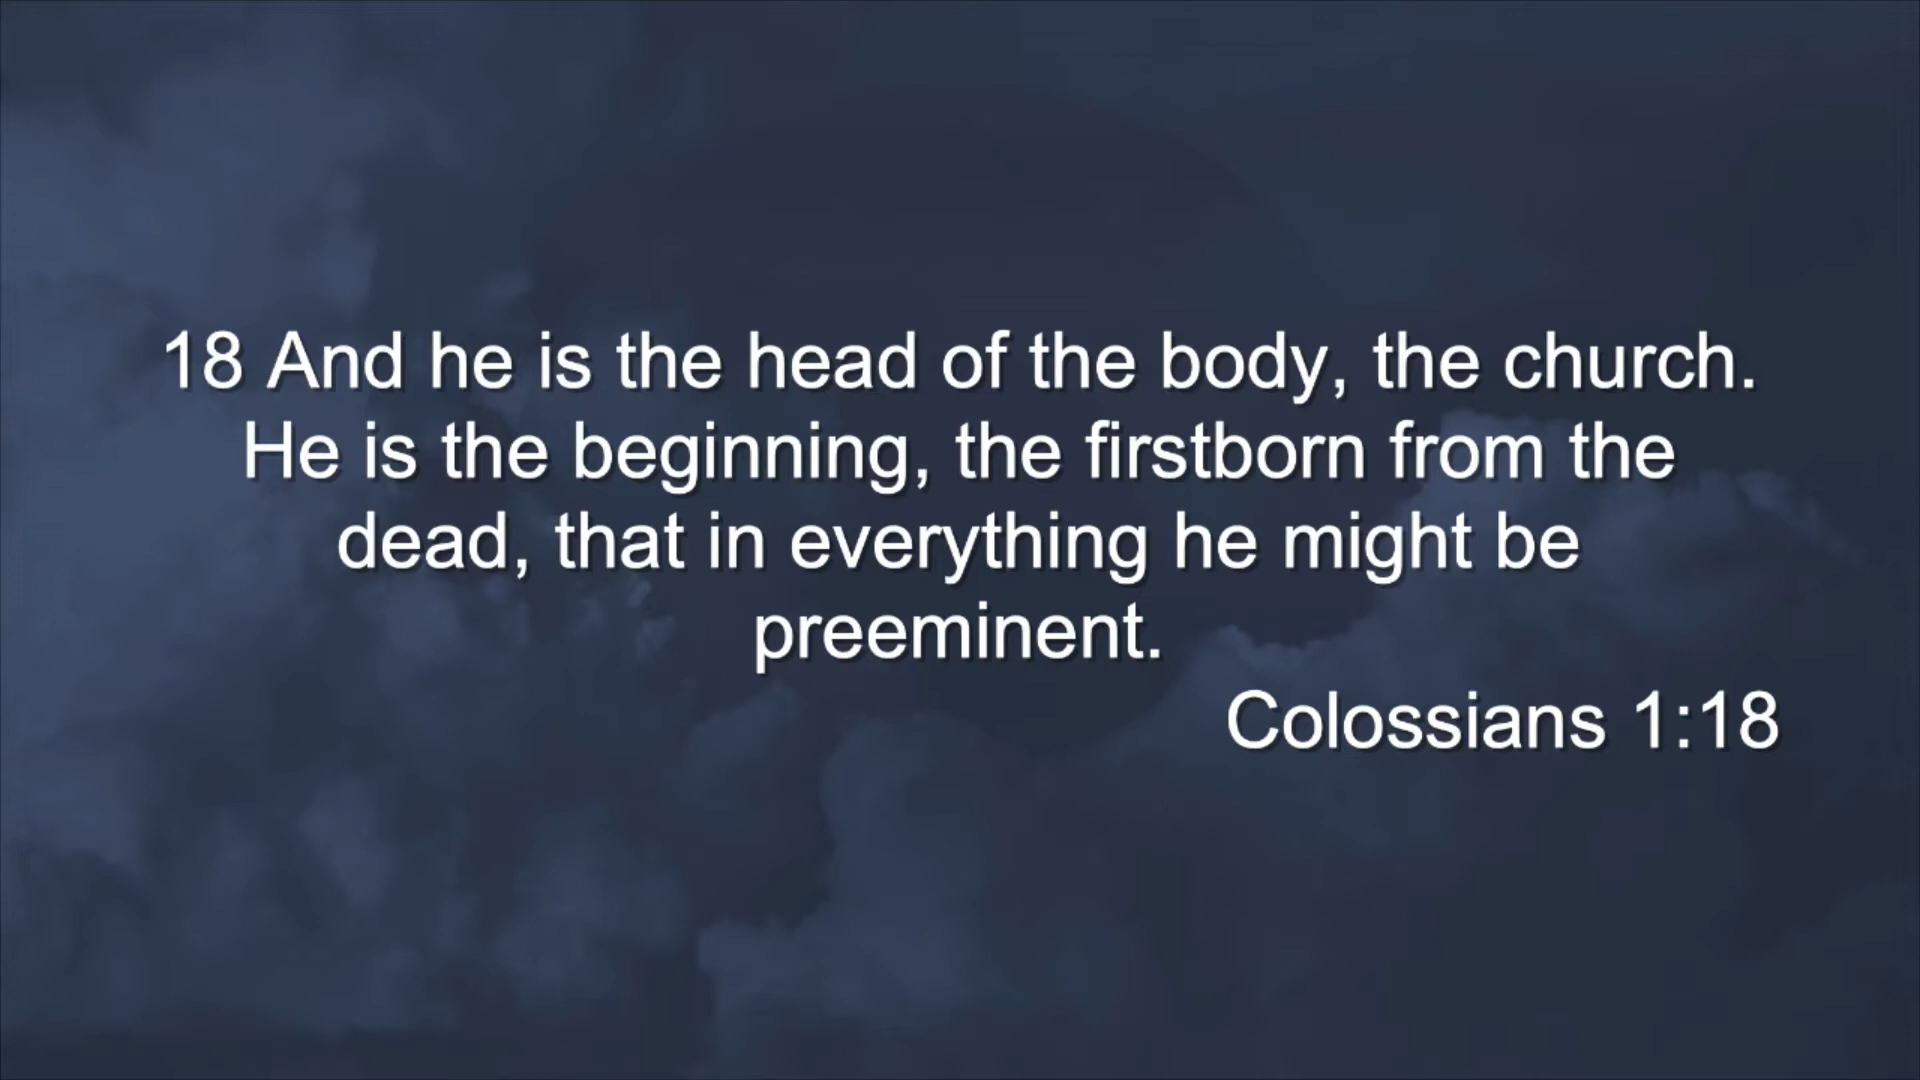 18 And he is the head of the body, the church.
He is the beginning, the firstborn from the
dead, that in everything he might be
preeminent.
Colossians 1:18